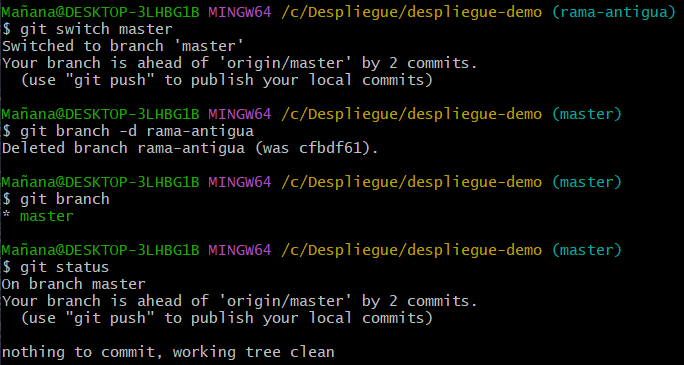 Mañana@DESKTOP-3LHBG1B MINGW64 /c/Despliegue/despliegue-demo (rama-antigua)
$ git switch master
Switched to branch 'master'
Your branch is ahead of 'origin/master' by 2 commits.
  (use "git push" to publish your local commits)

Mañana@DESKTOP-3LHBG1B MINGW64 /c/Despliegue/despliegue-demo (master)
$ git branch -d rama-antigua
Deleted branch rama-antigua (was cfbdf61).

Mañana@DESKTOP-3LHBG1B MINGW64 /c/Despliegue/despliegue-demo (master)
$ git branch
* master

Mañana@DESKTOP-3LHBG1B MINGW64 /c/Despliegue/despliegue-demo (master)
$ git status
On branch master
Your branch is ahead of 'origin/master' by 2 commits.
  (use "git push" to publish your local commits)

nothing to commit, working tree clean